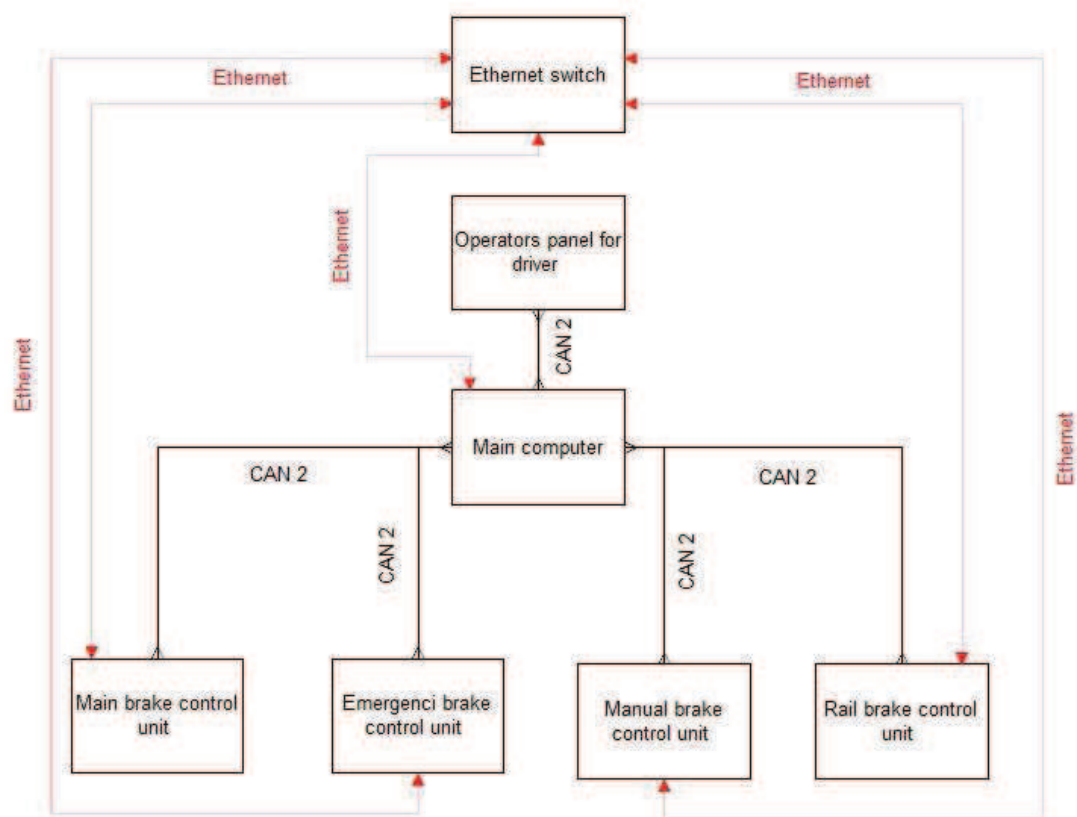 Ethernet switch
Ethernet
Ethernet
Ethernet
Operators panel for
driver
CAN 2
Ethernet
Ethernet
Main computer
CAN 2
CAN 2
CAN 2
CAN 2
Main brake control
unit
Emergenci brake
control unit
Manual brake
control unit
Rail brake control
unit